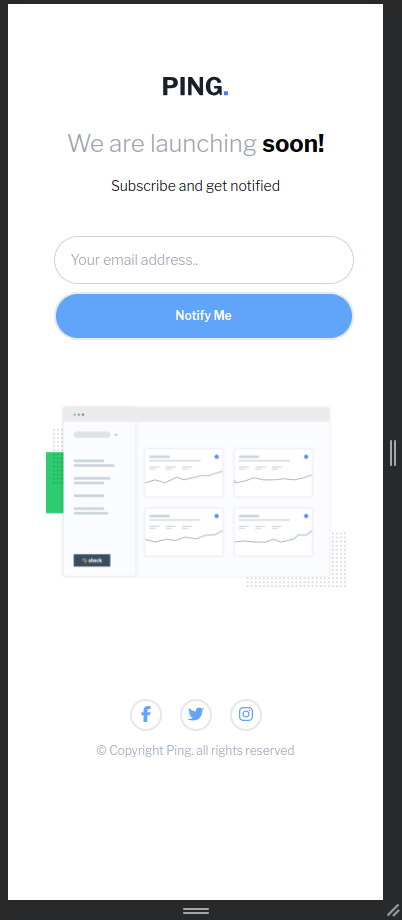 PING.
We are launching soon!
Subscribe and get notified
Your email address..
Notify Me
slack
© Copyright Ping. all rights reserved